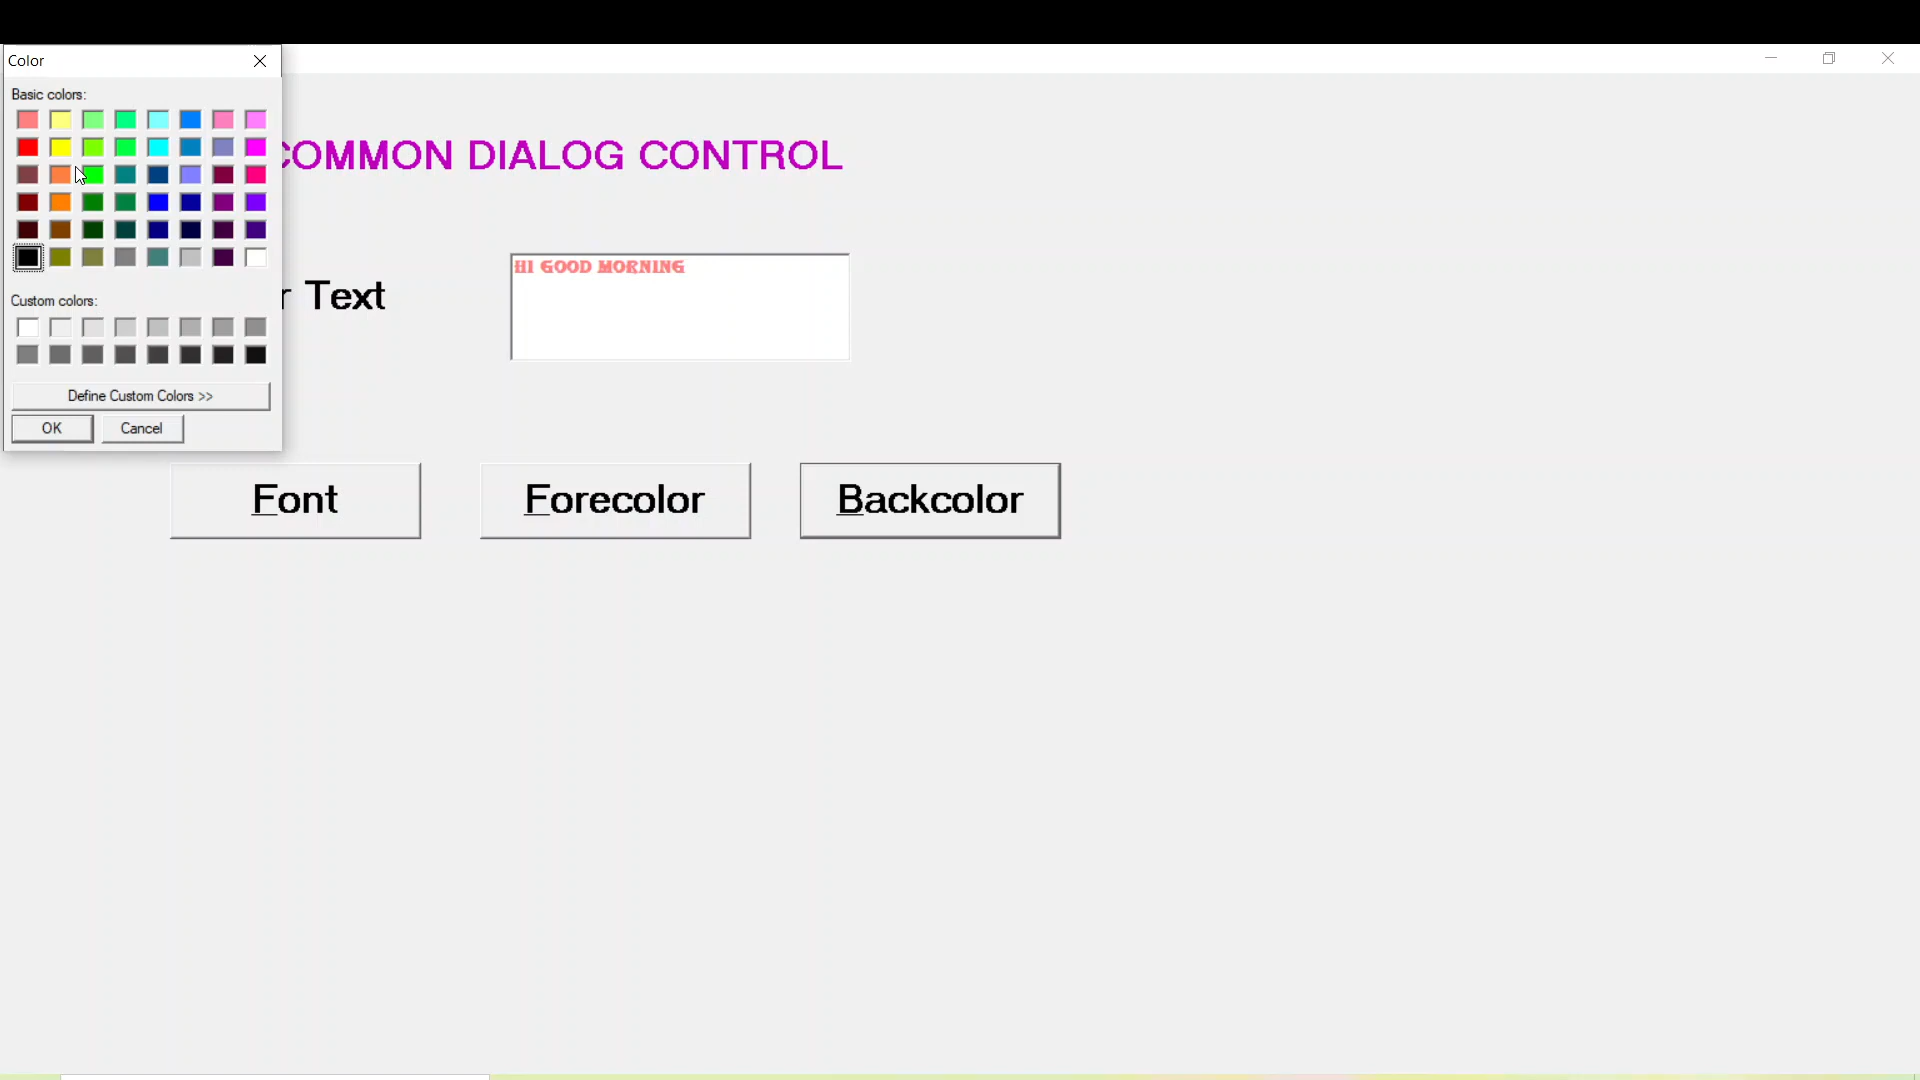 Color
Basic colors:
COMMON DIALOG CONTROL
HI GOOD MORNING
r Text
Custom colors:
Define Custom Colors >>
OK Cancel
Font Forecolor Backcolor